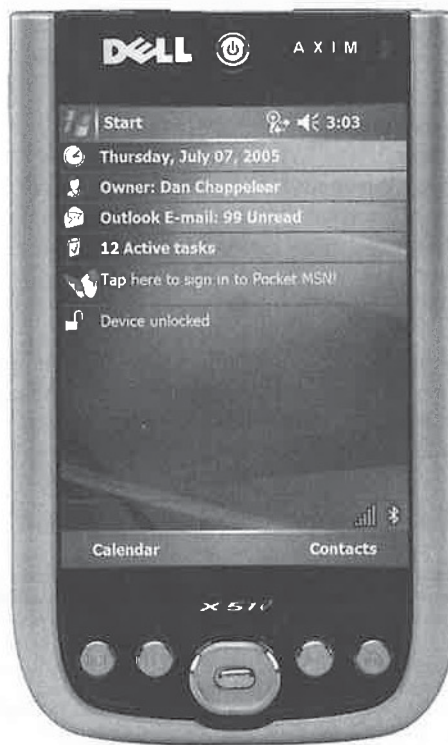 DELL AXIM
Start 3:03
Thursday, July 07, 2005
Owner: Dan Chappelear
Outlook E-mail: 99 Unread
12 Active tasks
Tap here to sign in to Pocket MSN!
Device unlocked
Calendar Contacts